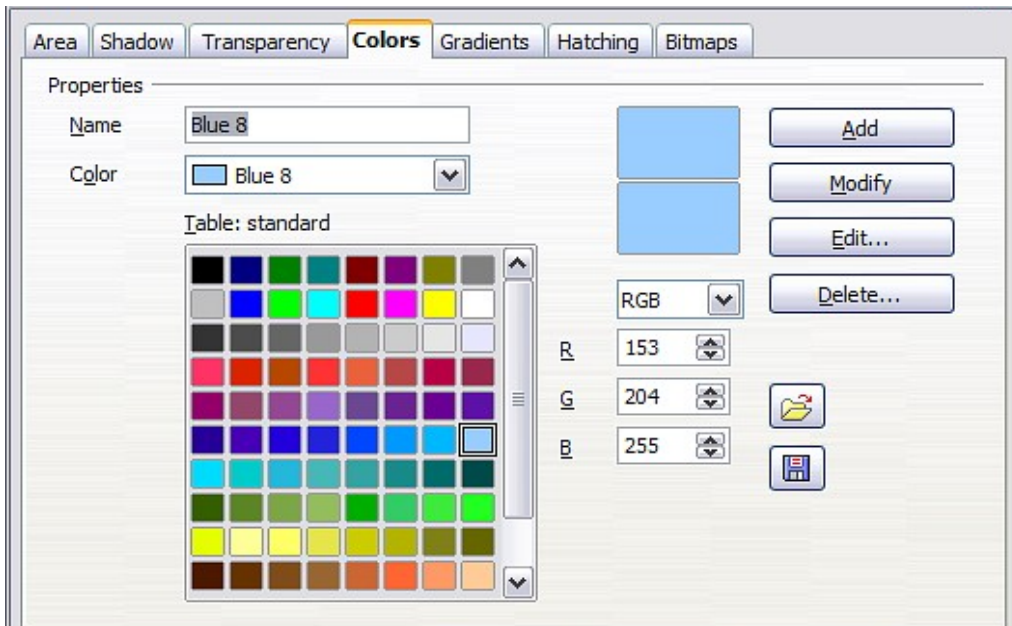 Area Shadow Transparency Colors Gradients Hatching Bitmaps
Properties
Name Blue 8 Add
Color Blue 8 Modify
Table: standard Edit...
RGB Delete...
R 153
G 204
B 255